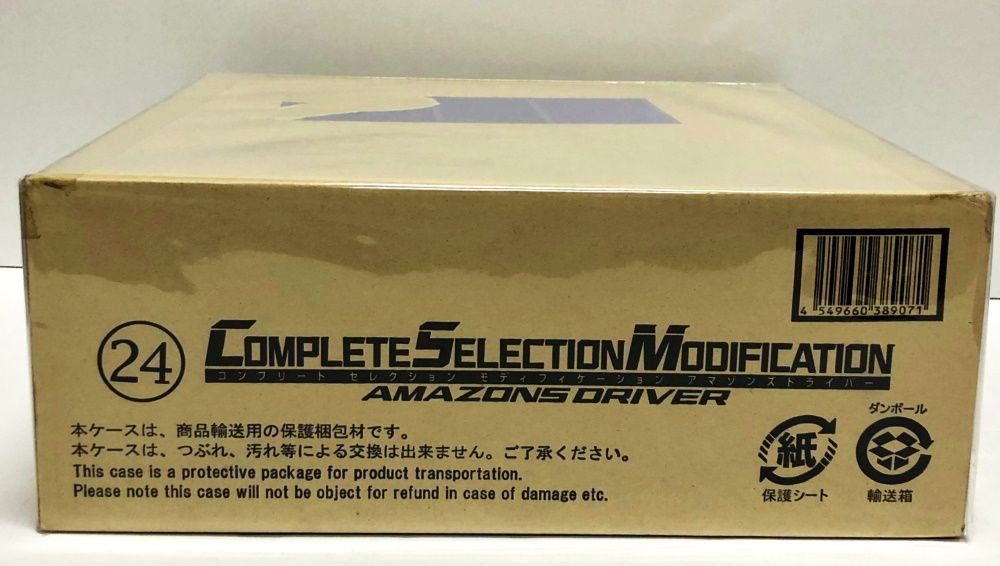 24
COMPLETE SELECTION MODIFICATION
コンプリート セレクション モディフィケーション アマゾンズドライバー
AMAZONS DRIVER
4 549660 389071
本ケースは、商品輸送用の保護梱包材です。
本ケースは、つぶれ、汚れ等による交換は出来ません。ご了承ください。
This case is a protective package for product transportation.
Please note this case will not be object for refund in case of damage etc.
紙
保護シート
ダンボール
輸送箱